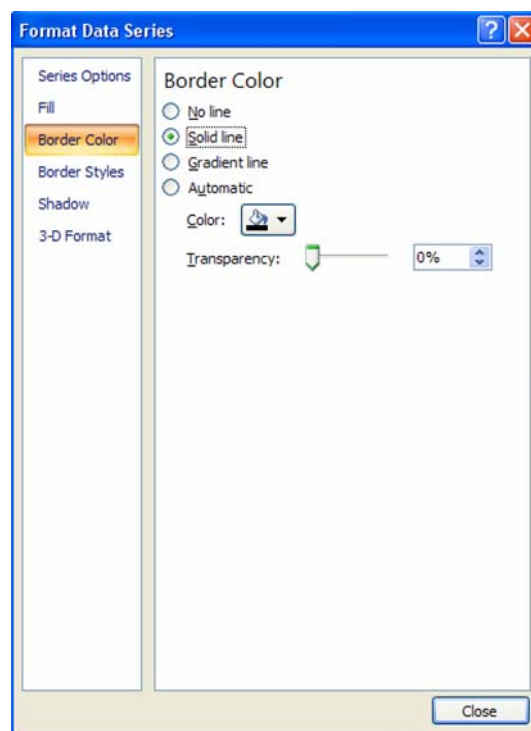 Format Data Series
Series Options
Fill
Border Color
Border Styles
Shadow
3-D Format
Border Color
No line
Solid line
Gradient line
Automatic
Color:
Transparency:
0%
Close